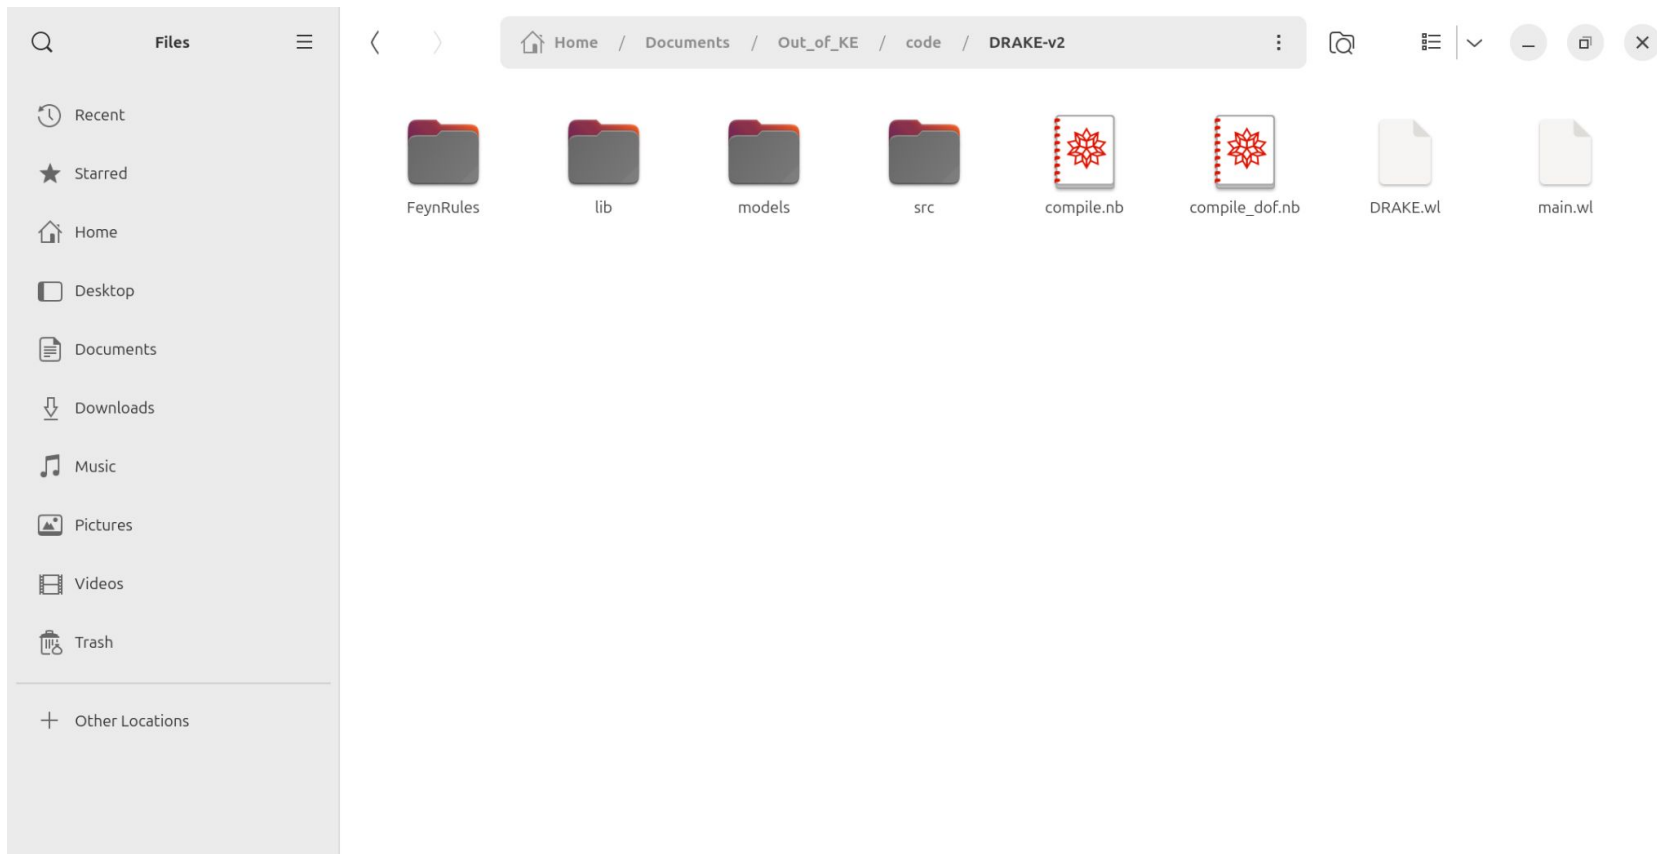 Files
Home / Documents / Out_of_KE / code / DRAKE-v2
Recent
Starred
Home
Desktop
Documents
Downloads
Music
Pictures
Videos
Trash
Other Locations
FeynRules
lib
models
src
compile.nb
compile_dof.nb
DRAKE.wl
main.wl